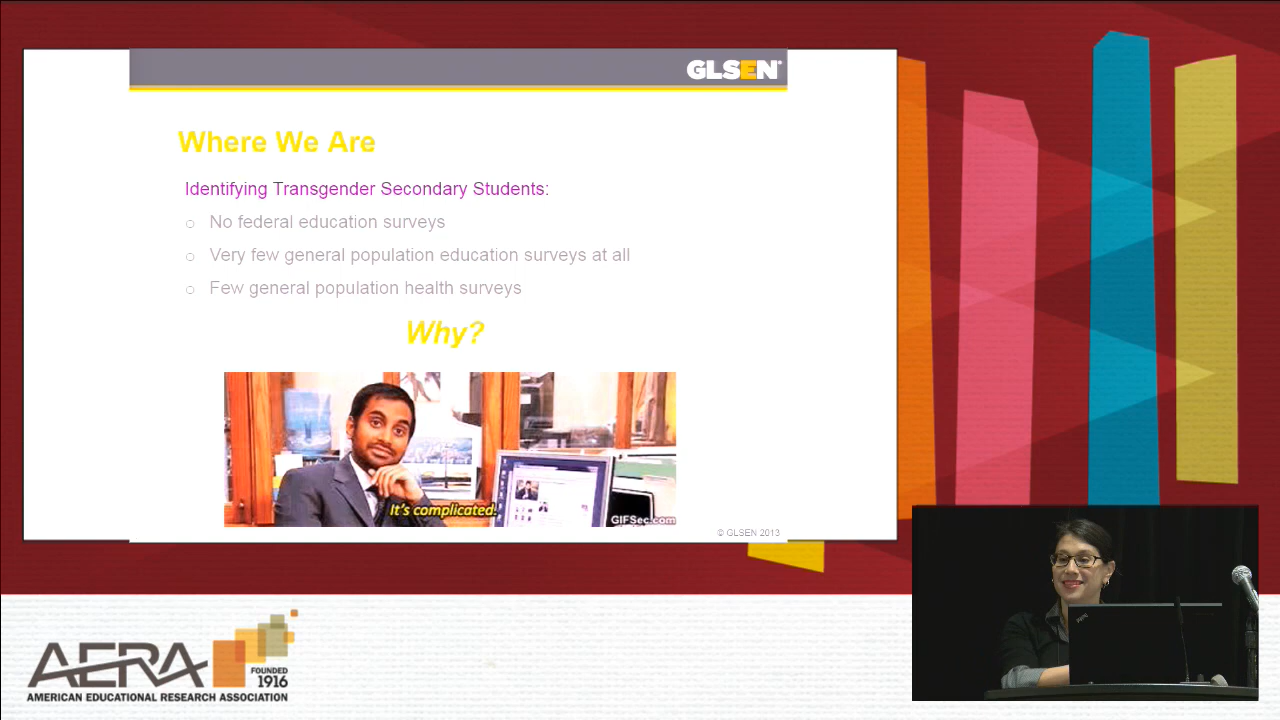 GLSEN®
Where We Are
Identifying Transgender Secondary Students:
No federal education surveys
Very few general population education surveys at all
Few general population health surveys
Why?
It's complicated.
GIFSec.com
© GLSEN 2013
AERA
FOUNDED
1916
AMERICAN EDUCATIONAL RESEARCH ASSOCIATION